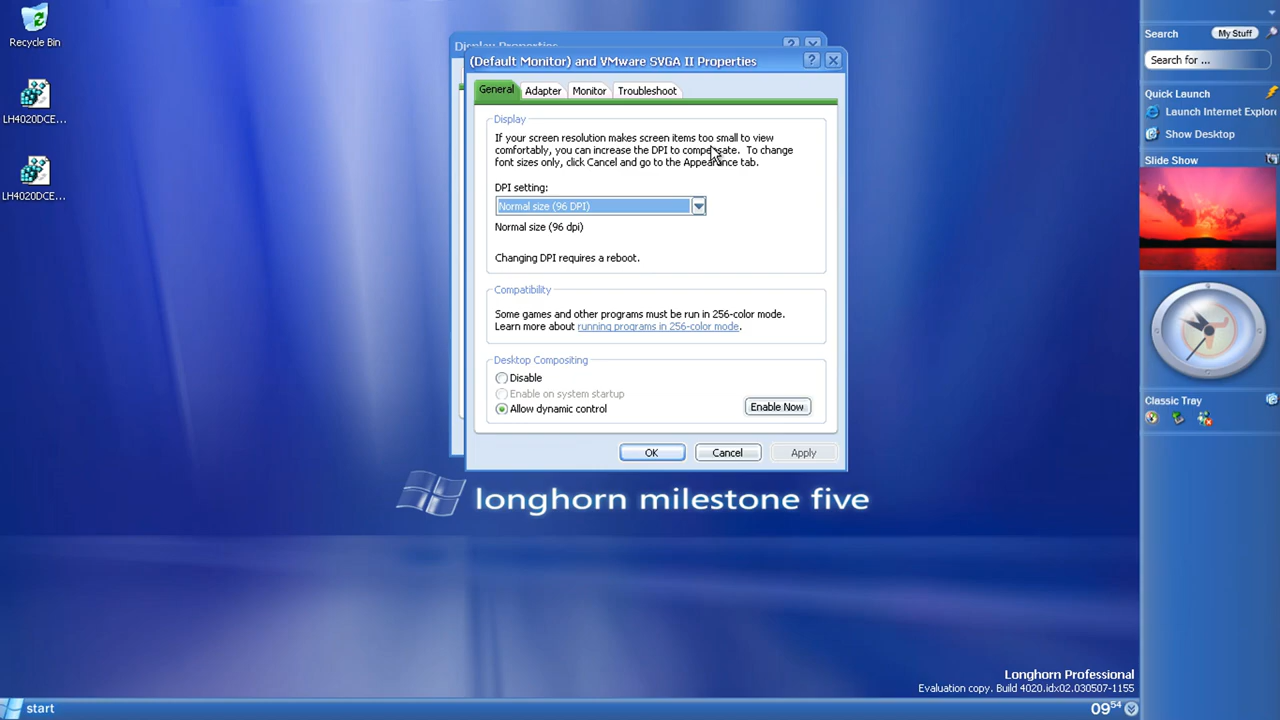 Recycle Bin
LH4020DCE...
LH4020DCE...
Display Properties
(Default Monitor) and VMware SVGA II Properties
General
Adapter
Monitor
Troubleshoot
Display
If your screen resolution makes screen items too small to view
comfortably, you can increase the DPI to compensate. To change
font sizes only, click Cancel and go to the Appearance tab.
DPI setting:
Normal size (96 DPI)
Normal size (96 dpi)
Changing DPI requires a reboot.
Compatibility
Some games and other programs must be run in 256-color mode.
Learn more about running programs in 256-color mode.
Desktop Compositing
Disable
Enable on system startup
Allow dynamic control
Enable Now
OK
Cancel
Apply
longhorn milestone five
Search
My Stuff
Search for ...
Quick Launch
Launch Internet Explor
Show Desktop
Slide Show
Classic Tray
Longhorn Professional
Evaluation copy. Build 4020.idx02.030507-1155
start
09 54